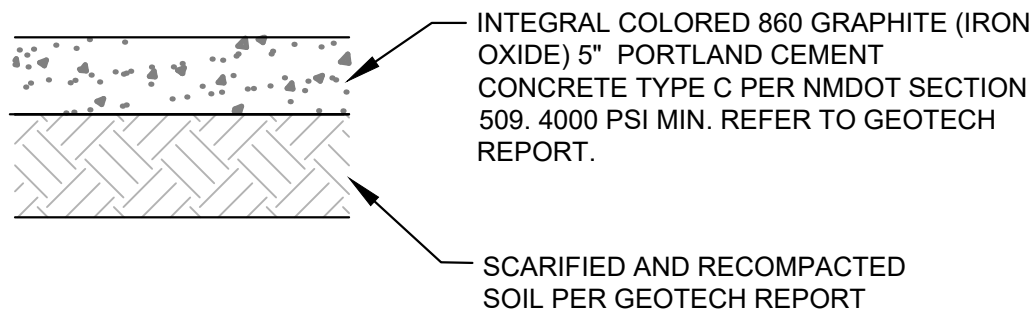 INTEGRAL COLORED 860 GRAPHITE (IRON
OXIDE) 5" PORTLAND CEMENT
CONCRETE TYPE C PER NMDOT SECTION
509. 4000 PSI MIN. REFER TO GEOTECH
REPORT.
SCARIFIED AND RECOMPACTED
SOIL PER GEOTECH REPORT